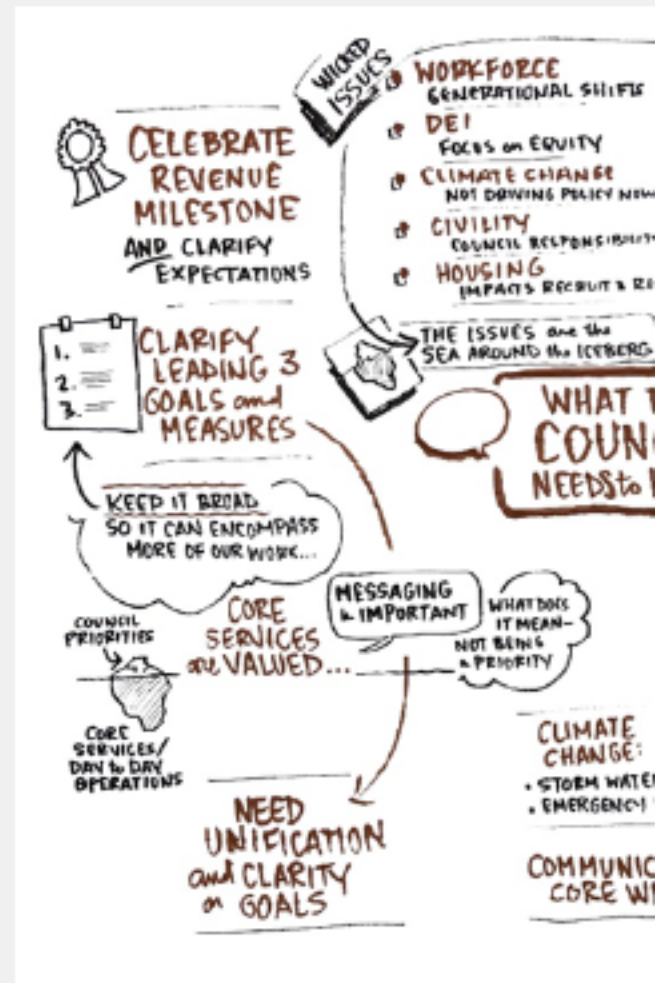 WICKED
ISSUES
WORKFORCE
GENERATIONAL SHIFTS
DEI
FOCUS on EQUITY
CLIMATE CHANGE
NOT DRIVING POLICY NOW
CIVILITY
COUNCIL
HOUSING
IMPACTS RECRUIT &
THE ISSUES are the
SEA AROUND the ICEBERG
CELEBRATE
REVENUE
MILESTONE
AND CLARIFY
EXPECTATIONS
1.
2.
3.
CLARIFY
LEADING 3
GOALS and
MEASURES
WHAT
COUN
NEEDS to
KEEP IT BROAD
SO IT CAN ENCOMPASS
MORE OF OUR WORK...
MESSAGING
is IMPORTANT
WHAT DOES
IT MEAN-
NOT BEING
a PRIORITY
COUNCIL
PRIORITIES
CORE
SERVICES
are VALUED...
CORE
SERVICES/
DAY to DAY
OPERATIONS
NEED
UNIFICATION
and CLARITY
on GOALS
CLIMATE
CHANGE:
• STORM WATE
• EMERGENCY
COMMUNIC
CORE